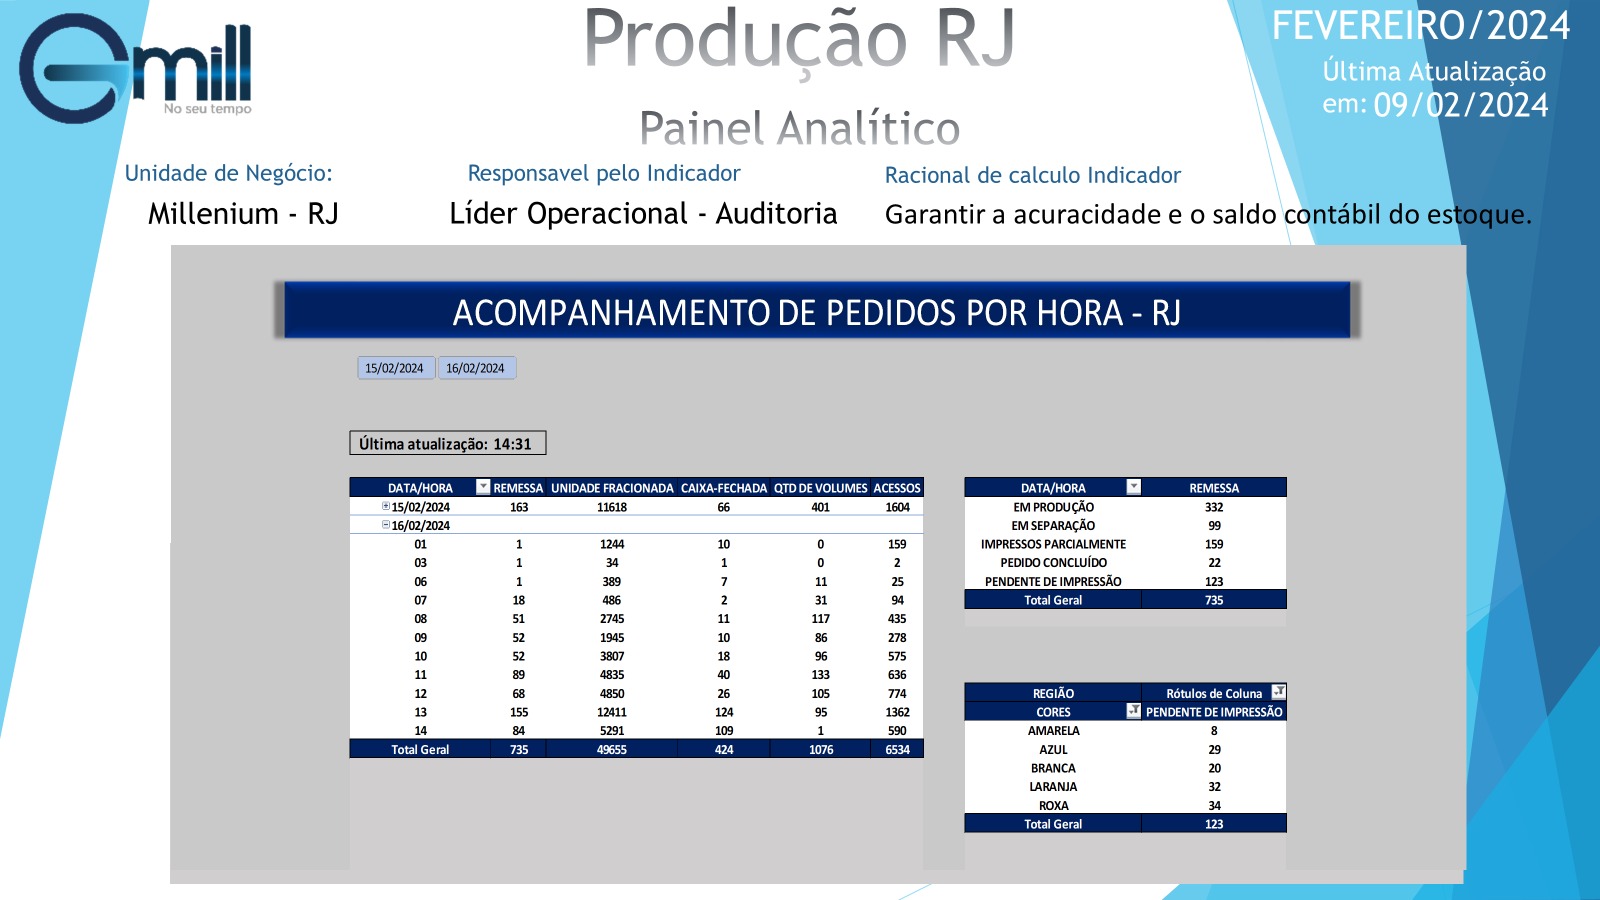 Gmill
No seu tempo
Produção RJ
Painel Analítico
FEVEREIRO/2024
Última Atualização
em: 09/02/2024
Unidade de Negócio:
Millenium - RJ
Responsavel pelo Indicador
Líder Operacional - Auditoria
Racional de calculo Indicador
Garantir a acuracidade e o saldo contábil do estoque.
ACOMPANHAMENTO DE PEDIDOS POR HORA - RJ
15/02/2024 16/02/2024
Última atualização: 14:31
DATA/HORA REMESSA UNIDADE FRACIONADA CAIXA-FECHADA QTD DE VOLUMES ACESSOS
15/02/2024 163 11618 66 401 1604
16/02/2024
01 1 1244 10 0 159
03 1 34 1 0 2
06 1 389 7 11 25
07 18 486 2 31 94
08 51 2745 11 117 435
09 52 1945 10 86 278
10 52 3807 18 96 575
11 89 4835 40 133 636
12 68 4850 26 105 774
13 155 12411 124 95 1362
14 84 5291 109 1 590
Total Geral 735 49655 424 1076 6534
DATA/HORA REMESSA
EM PRODUÇÃO 332
EM SEPARAÇÃO 99
IMPRESSOS PARCIALMENTE 159
PEDIDO CONCLUÍDO 22
PENDENTE DE IMPRESSÃO 123
Total Geral 735
REGIÃO Rótulos de Coluna
CORES PENDENTE DE IMPRESSÃO
AMARELA 8
AZUL 29
BRANCA 20
LARANJA 32
ROXA 34
Total Geral 123